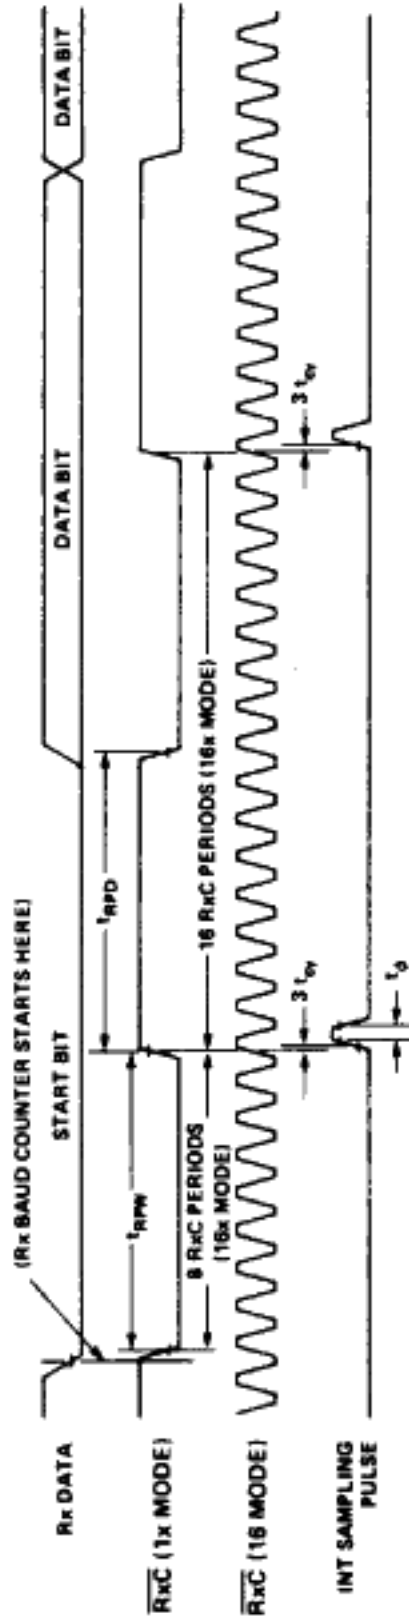 (Rx BAUD COUNTER STARTS HERE)
Rx DATA
START BIT
DATA BIT
DATA BIT
tRPW
tRPD
RxC (1x MODE)
8 RxC PERIODS
(16x MODE)
16 RxC PERIODS (16x MODE)
RxC (16 MODE)
3 tCY
3 tCY
INT SAMPLING
PULSE
tφ